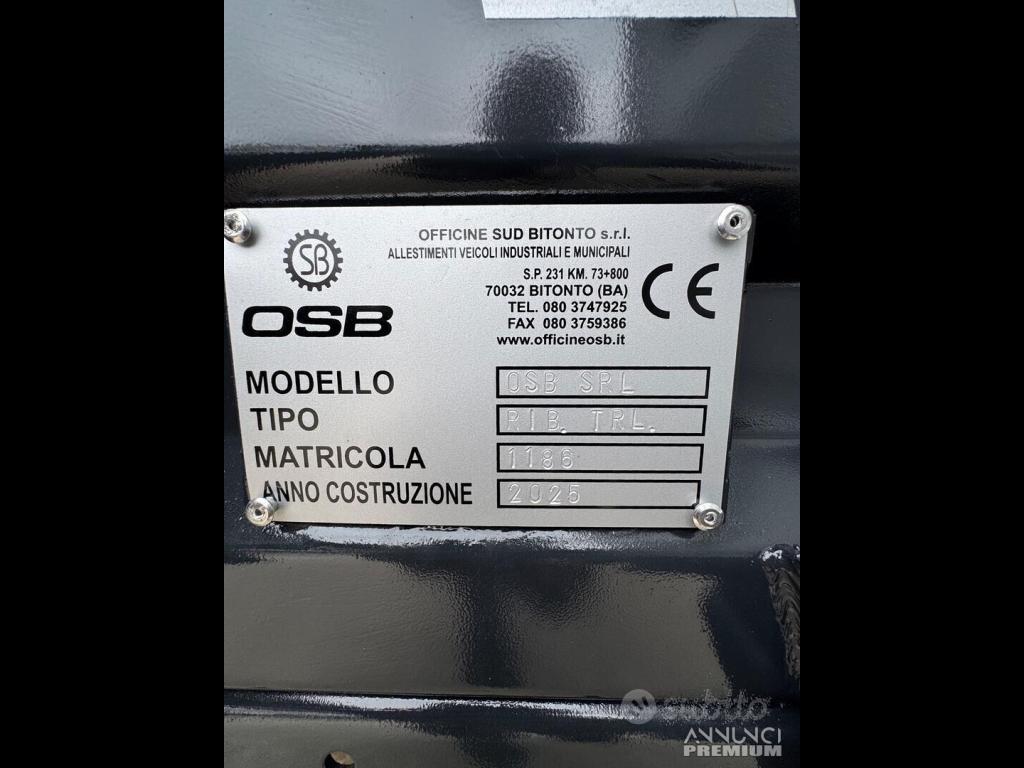 OFFICINE SUD BITONTO s.r.l.
ALLESTIMENTI VEICOLI INDUSTRIALI E MUNICIPALI
S.P. 231 KM. 73+800
70032 BITONTO (BA)
TEL. 080 3747925
FAX 080 3759386
www.officineosb.it
CE
SB
OSB
MODELLO OSB SRL
TIPO RIB. TRL.
MATRICOLA 1186
ANNO COSTRUZIONE 2025
subito
ANNUNCI
PREMIUM